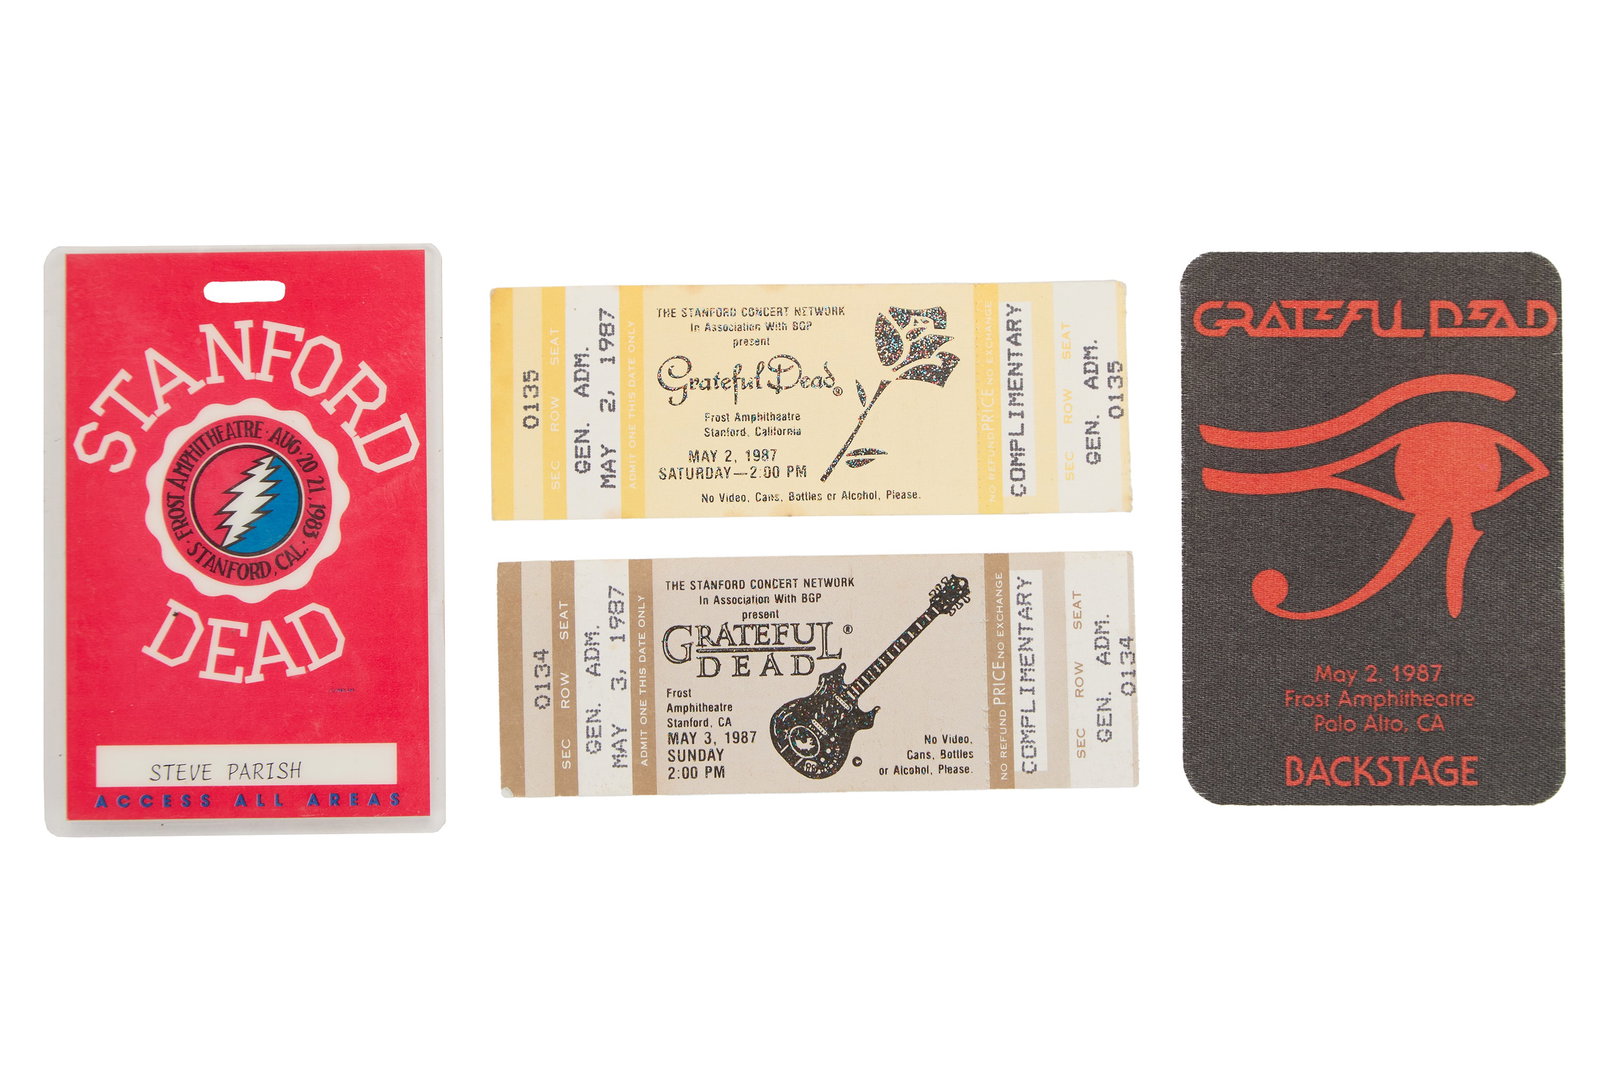 STANFORD
FROST AMPHITHEATRE · AUG·20 21, 1983
· STANFORD, CAL. ·
DEAD
STEVE PARISH
ACCESS ALL AREAS
0135
SEC ROW SEAT
GEN. ADM.
MAY 2, 1987
ADMIT ONE THIS DATE ONLY
THE STANFORD CONCERT NETWORK
In Association With BGP
present
Grateful Dead®
Frost Amphitheatre
Stanford, California
MAY 2, 1987
SATURDAY—2:00 PM
No Video, Cans, Bottles or Alcohol, Please.
NO REFUND PRICE NO EXCHANGE
COMPLIMENTARY
SEC ROW SEAT
GEN. ADM.
0135
0134
SEC ROW SEAT
GEN. ADM.
MAY 3, 1987
ADMIT ONE THIS DATE ONLY
THE STANFORD CONCERT NETWORK
In Association With BGP
present
GRATEFUL®
DEAD
Frost
Amphitheatre
Stanford, CA
MAY 3, 1987
SUNDAY
2:00 PM
©
No Video,
Cans, Bottles
or Alcohol, Please.
NO REFUND PRICE NO EXCHANGE
COMPLIMENTARY
SEC ROW SEAT
GEN. ADM.
0134
GRATEFUL DEAD
May 2, 1987
Frost Amphitheatre
Palo Alto, CA
BACKSTAGE